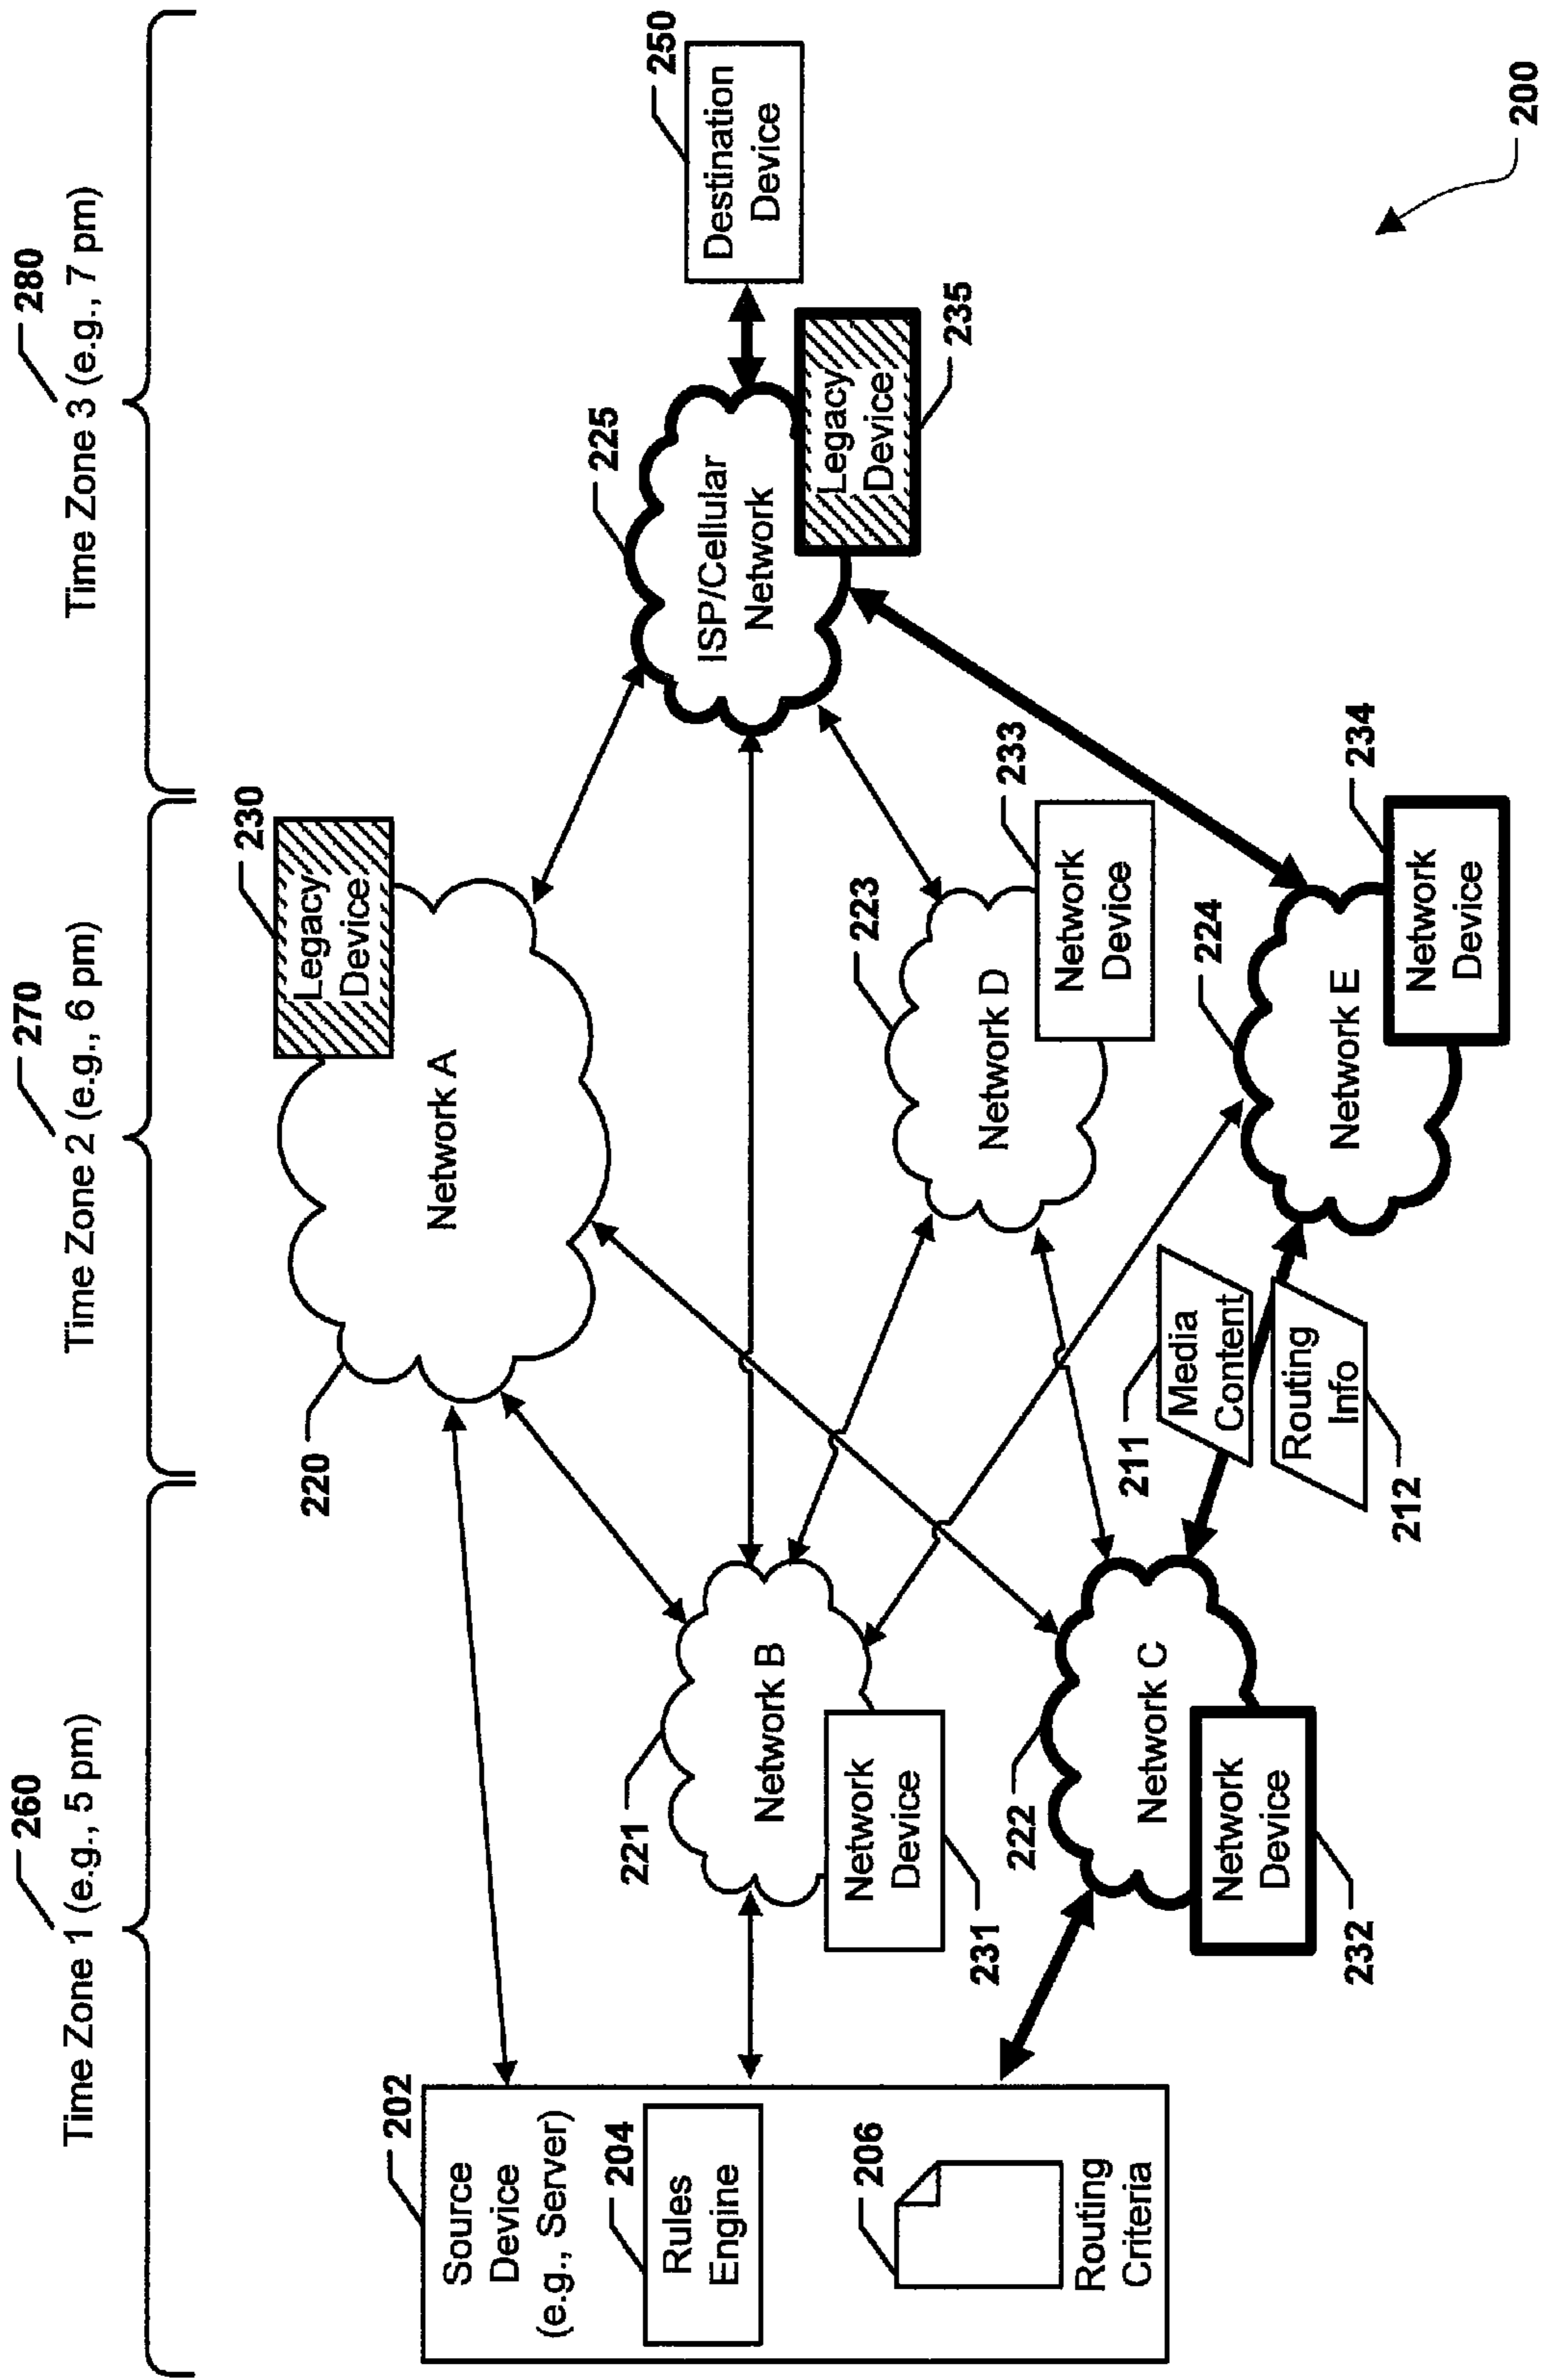 260
Time Zone 1 (e.g., 5 pm)
270
Time Zone 2 (e.g., 6 pm)
280
Time Zone 3 (e.g., 7 pm)
202
Source
Device
(e.g., Server)
204
Rules
Engine
206
Routing
Criteria
220
Network A
230
Legacy
Device
221
Network B
Network
Device
231
222
Network C
Network
Device
232
223
Network D
Network
Device
233
211
Media
Content
Routing
Info
212
224
Network E
Network
Device
234
225
ISP/Cellular
Network
Legacy
Device
235
250
Destination
Device
200